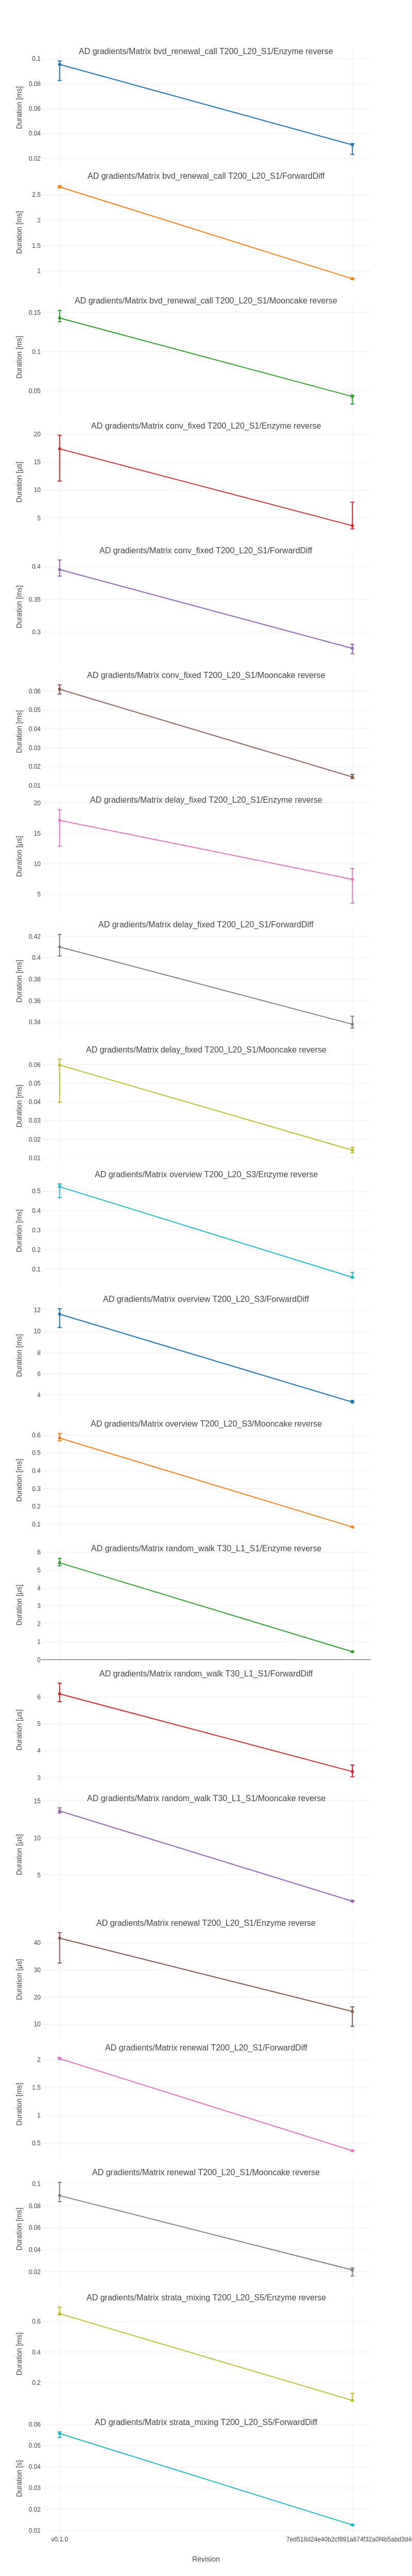 AD gradients/Matrix bvd_renewal_call T200_L20_S1/Enzyme reverse
0.1
0.08
0.06
0.04
0.02
Duration [ms]
AD gradients/Matrix bvd_renewal_call T200_L20_S1/ForwardDiff
2.5
2
1.5
1
Duration [ms]
AD gradients/Matrix bvd_renewal_call T200_L20_S1/Mooncake reverse
0.15
0.1
0.05
Duration [ms]
AD gradients/Matrix conv_fixed T200_L20_S1/Enzyme reverse
20
15
10
5
Duration [μs]
AD gradients/Matrix conv_fixed T200_L20_S1/ForwardDiff
0.4
0.35
0.3
Duration [ms]
AD gradients/Matrix conv_fixed T200_L20_S1/Mooncake reverse
0.06
0.05
0.04
0.03
0.02
0.01
Duration [ms]
AD gradients/Matrix delay_fixed T200_L20_S1/Enzyme reverse
20
15
10
5
Duration [μs]
AD gradients/Matrix delay_fixed T200_L20_S1/ForwardDiff
0.42
0.4
0.38
0.36
0.34
Duration [ms]
AD gradients/Matrix delay_fixed T200_L20_S1/Mooncake reverse
0.06
0.05
0.04
0.03
0.02
0.01
Duration [ms]
AD gradients/Matrix overview T200_L20_S3/Enzyme reverse
0.5
0.4
0.3
0.2
0.1
Duration [ms]
AD gradients/Matrix overview T200_L20_S3/ForwardDiff
12
10
8
6
4
Duration [ms]
AD gradients/Matrix overview T200_L20_S3/Mooncake reverse
0.6
0.5
0.4
0.3
0.2
0.1
Duration [ms]
AD gradients/Matrix random_walk T30_L1_S1/Enzyme reverse
6
5
4
3
2
1
0
Duration [μs]
AD gradients/Matrix random_walk T30_L1_S1/ForwardDiff
6
5
4
3
Duration [μs]
AD gradients/Matrix random_walk T30_L1_S1/Mooncake reverse
15
10
5
Duration [μs]
AD gradients/Matrix renewal T200_L20_S1/Enzyme reverse
40
30
20
10
Duration [μs]
AD gradients/Matrix renewal T200_L20_S1/ForwardDiff
2
1.5
1
0.5
Duration [ms]
AD gradients/Matrix renewal T200_L20_S1/Mooncake reverse
0.1
0.08
0.06
0.04
0.02
Duration [ms]
AD gradients/Matrix strata_mixing T200_L20_S5/Enzyme reverse
0.6
0.4
0.2
Duration [ms]
AD gradients/Matrix strata_mixing T200_L20_S5/ForwardDiff
0.06
0.05
0.04
0.03
0.02
0.01
Duration [s]
v0.1.0
7ed518d24e40b2cf891a874f32a0f4b5abd3d4
Revision